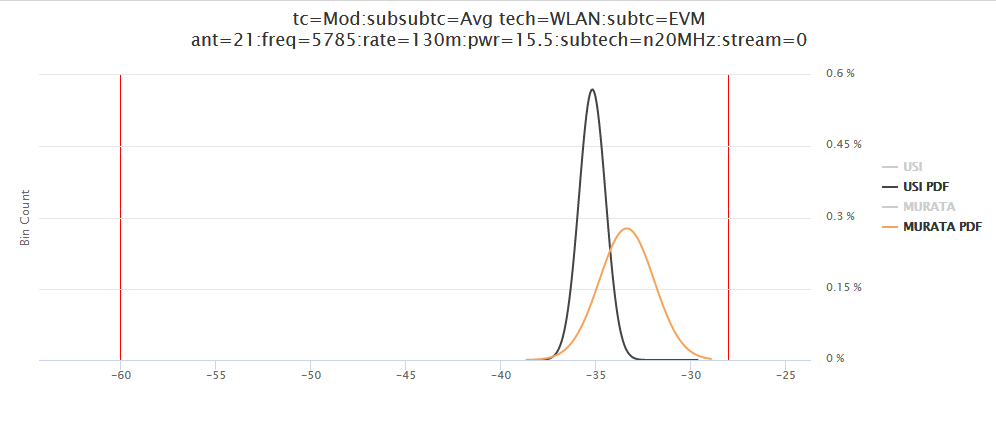 tc=Mod:subsubtc=Avg tech=WLAN:subtc=EVM
ant=21:freq=5785:rate=130m:pwr=15.5:subtech=n20MHz:stream=0
0.6 %
0.45 %
0.3 %
0.15 %
0 %
Bin Count
USI
USI PDF
MURATA
MURATA PDF
−60
−55
−50
−45
−40
−35
−30
−25